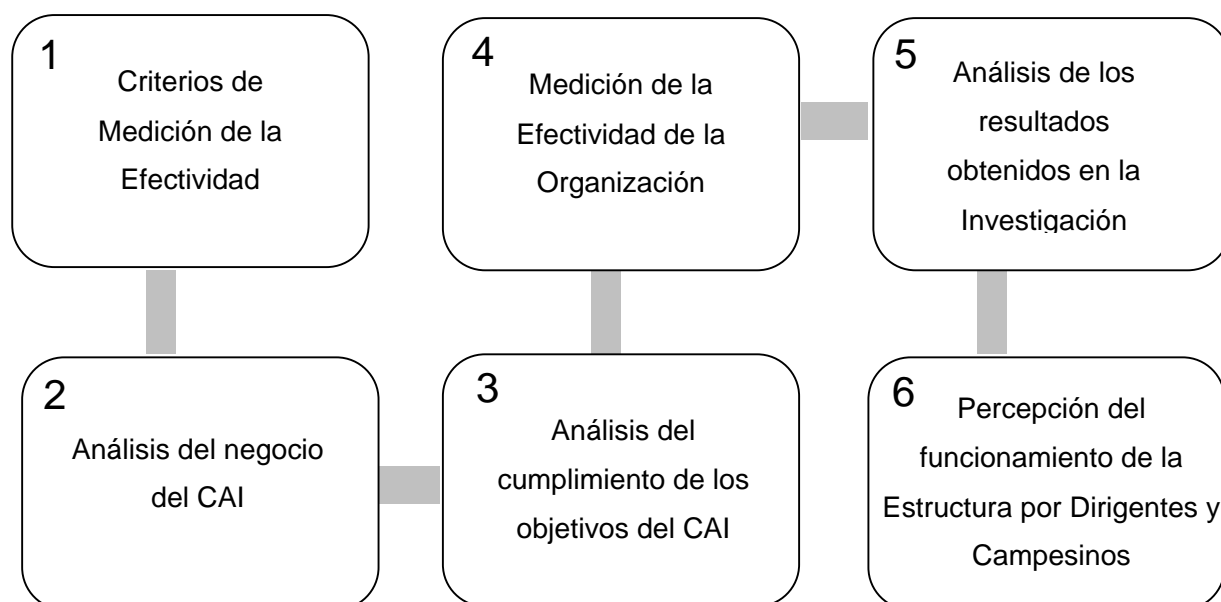 1
Criterios de
Medición de la
Efectividad
2
Análisis del negocio
del CAI
3
Análisis del
cumplimiento de los
objetivos del CAI
4
Medición de la
Efectividad de la
Organización
5
Análisis de los
resultados
obtenidos en la
Investigación
6
Percepción del
funcionamiento de la
Estructura por Dirigentes y
Campesinos